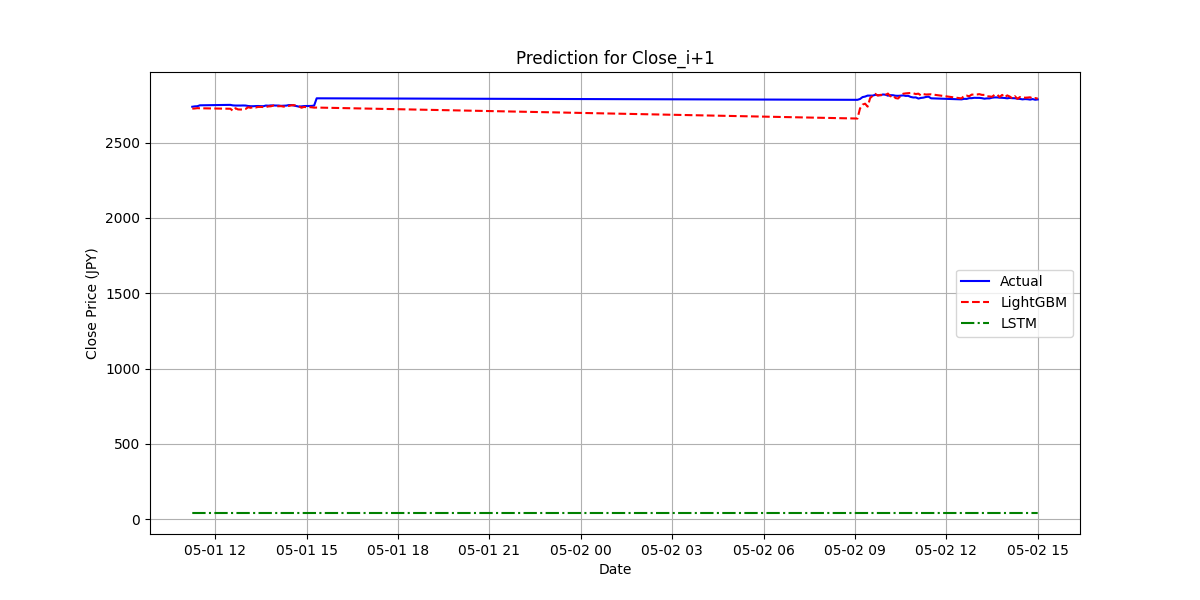 Prediction for Close_i+1
Close Price (JPY)
2500
2000
1500
1000
500
0
Actual
LightGBM
LSTM
05-01 12
05-01 15
05-01 18
05-01 21
05-02 00
05-02 03
05-02 06
05-02 09
05-02 12
05-02 15
Date